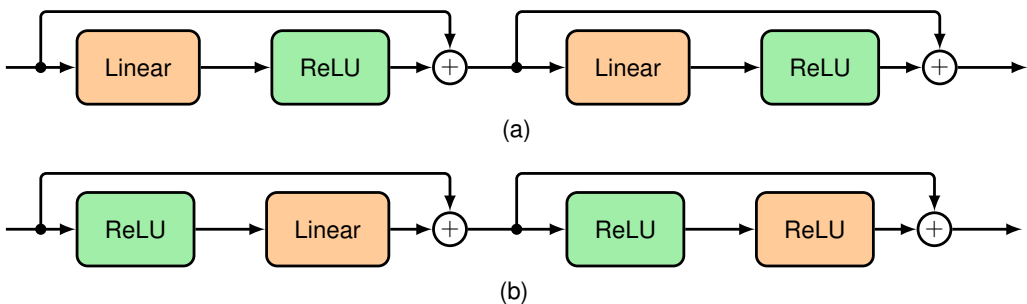 Linear ReLU + Linear ReLU +
(a)
ReLU Linear + ReLU ReLU +
(b)